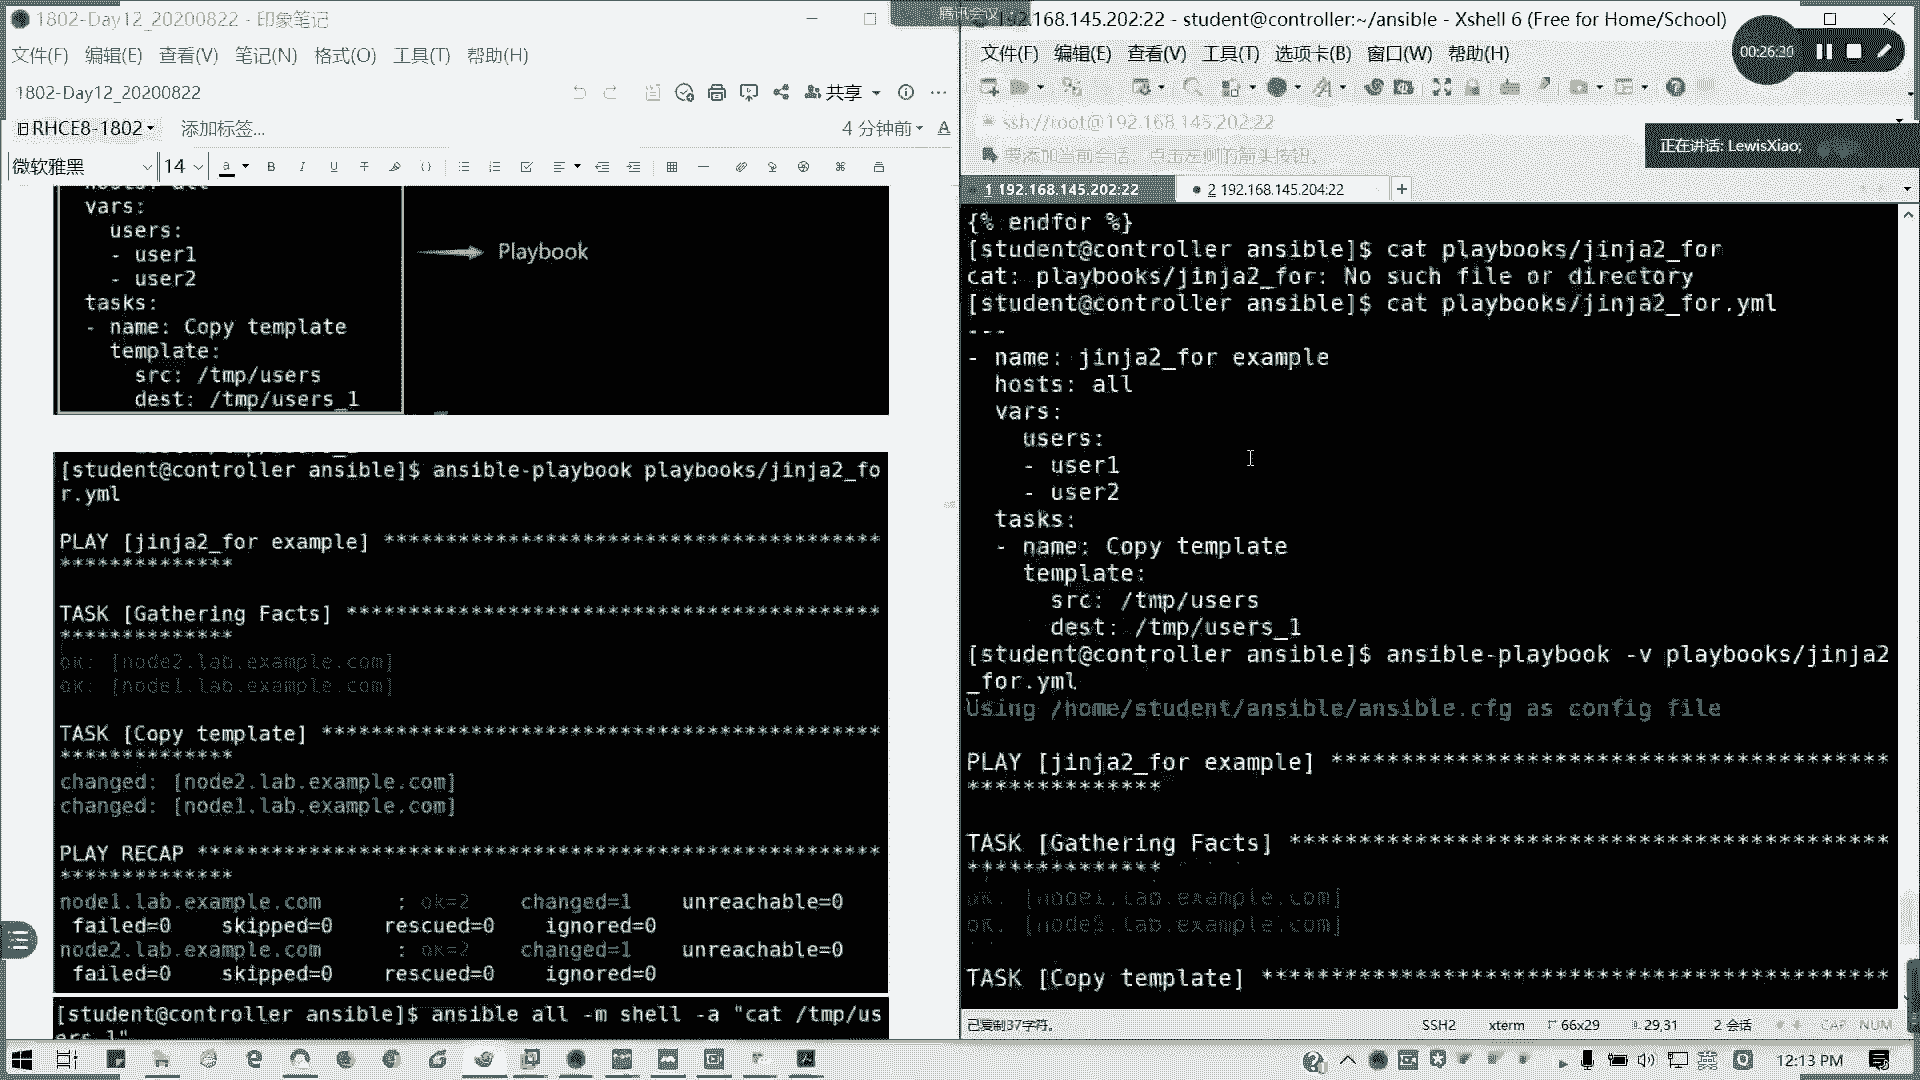 1802-Day12_20200822 - 印象笔记
文件(F) 编辑(E) 查看(V) 笔记(N) 格式(O) 工具(T) 帮助(H)
1802-Day12_20200822
共享
RHCE8-1802
添加标签...
4 分钟前
微软雅黑
14
hosts: all
vars:
users:
- user1
- user2
tasks:
- name: Copy template
template:
src: /tmp/users
dest: /tmp/users_1
Playbook
[student@controller ansible]$ ansible-playbook playbooks/jinja2_fo
r.yml
PLAY [jinja2_for example] ****************************************
**************
TASK [Gathering Facts] *******************************************
**************
ok: [node2.lab.example.com]
ok: [node1.lab.example.com]
TASK [Copy template] *********************************************
**************
changed: [node2.lab.example.com]
changed: [node1.lab.example.com]
PLAY RECAP *******************************************************
**************
node1.lab.example.com : ok=2 changed=1 unreachable=0
failed=0 skipped=0 rescued=0 ignored=0
node2.lab.example.com : ok=2 changed=1 unreachable=0
failed=0 skipped=0 rescued=0 ignored=0
[student@controller ansible]$ ansible all -m shell -a "cat /tmp/us
ers_1"
腾讯会议
192.168.145.202:22 - student@controller:~/ansible - Xshell 6 (Free for Home/School)
文件(F) 编辑(E) 查看(V) 工具(T) 选项卡(B) 窗口(W) 帮助(H)
00:26:20
ssh://root@192.168.145.202:22
要添加当前会话，点击左侧的箭头按钮。
正在讲话: LewisXiao;
1 192.168.145.202:22
2 192.168.145.204:22
{% endfor %}
[student@controller ansible]$ cat playbooks/jinja2_for
cat: playbooks/jinja2_for: No such file or directory
[student@controller ansible]$ cat playbooks/jinja2_for.yml
---
- name: jinja2_for example
hosts: all
vars:
users:
- user1
- user2
tasks:
- name: Copy template
template:
src: /tmp/users
dest: /tmp/users_1
[student@controller ansible]$ ansible-playbook -v playbooks/jinja2
_for.yml
Using /home/student/ansible/ansible.cfg as config file
PLAY [jinja2_for example] ****************************************
**************
TASK [Gathering Facts] *******************************************
**************
ok: [node1.lab.example.com]
ok: [node2.lab.example.com]
TASK [Copy template] *********************************************
已复制37字符。
SSH2
xterm
66x29
29,31
2 会话
CAP NUM
英
12:13 PM